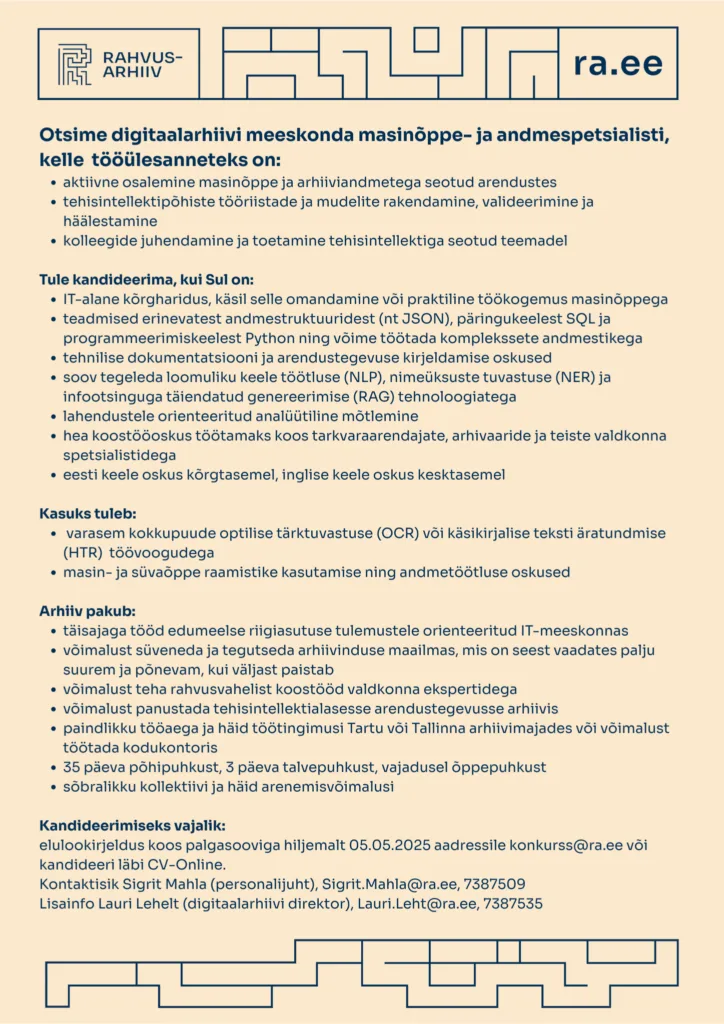 RAHVUS-
ARHIIV
ra.ee
Otsime digitaalarhiivi meeskonda masinõppe- ja andmespetsialisti,
kelle tööülesanneteks on:
• aktiivne osalemine masinõppe ja arhiiviandmetega seotud arendustes
• tehisintellektipõhiste tööriistade ja mudelite rakendamine, valideerimine ja
häälestamine
• kolleegide juhendamine ja toetamine tehisintellektiga seotud teemadel
Tule kandideerima, kui Sul on:
• IT-alane kõrgharidus, käsil selle omandamine või praktiline töökogemus masinõppega
• teadmised erinevatest andmestruktuuridest (nt JSON), päringukeelest SQL ja
programmeerimiskeelest Python ning võime töötada komplekssete andmestikega
• tehnilise dokumentatsiooni ja arendustegevuse kirjeldamise oskused
• soov tegeleda loomuliku keele töötluse (NLP), nimeüksuste tuvastuse (NER) ja
infootsinguga täiendatud genereerimise (RAG) tehnoloogiatega
• lahendustele orienteeritud analüütiline mõtlemine
• hea koostööoskus töötamaks koos tarkvaraarendajate, arhivaaride ja teiste valdkonna
spetsialistidega
• eesti keele oskus kõrgtasemel, inglise keele oskus kesktasemel
Kasuks tuleb:
• varasem kokkupuude optilise tärktuvastuse (OCR) või käsikirjalise teksti äratundmise
(HTR) töövoogudega
• masin- ja süvaõppe raamistike kasutamise ning andmetöötluse oskused
Arhiiv pakub:
• täisajaga tööd edumeelse riigiasutuse tulemustele orienteeritud IT-meeskonnas
• võimalust süveneda ja tegutseda arhiivinduse maailmas, mis on seest vaadates palju
suurem ja põnevam, kui väljast paistab
• võimalust teha rahvusvahelist koostööd valdkonna ekspertidega
• võimalust panustada tehisintellektialasesse arendustegevusse arhiivis
• paindlikku tööaega ja häid töötingimusi Tartu või Tallinna arhiivimajades või võimalust
töötada kodukontoris
• 35 päeva põhipuhkust, 3 päeva talvepuhkust, vajadusel õppepuhkust
• sõbralikku kollektiivi ja häid arenemisvõimalusi
Kandideerimiseks vajalik:
elulookirjeldus koos palgasooviga hiljemalt 05.05.2025 aadressile konkurss@ra.ee või
kandideeri läbi CV-Online.
Kontaktisik Sigrit Mahla (personalijuht), Sigrit.Mahla@ra.ee, 7387509
Lisainfo Lauri Lehelt (digitaalarhiivi direktor), Lauri.Leht@ra.ee, 7387535